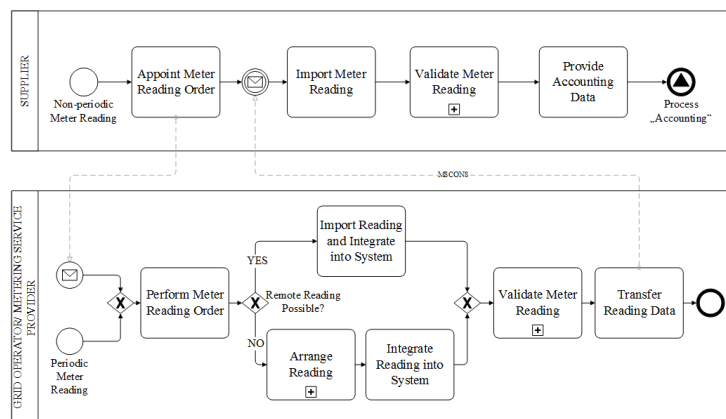 SUPPLIER
Non-periodic
Meter Reading
Appoint Meter
Reading Order
Import Meter
Reading
Validate Meter
Reading
Provide
Accounting
Data
Process
„Accounting“
MSCONS
GRID OPERATOR/ METERING SERVICE
PROVIDER
Periodic
Meter
Reading
Perform Meter
Reading Order
Remote Reading
Possible?
YES
NO
Import Reading
and Integrate
into System
Arrange
Reading
Integrate
Reading into
System
Validate Meter
Reading
Transfer
Reading Data